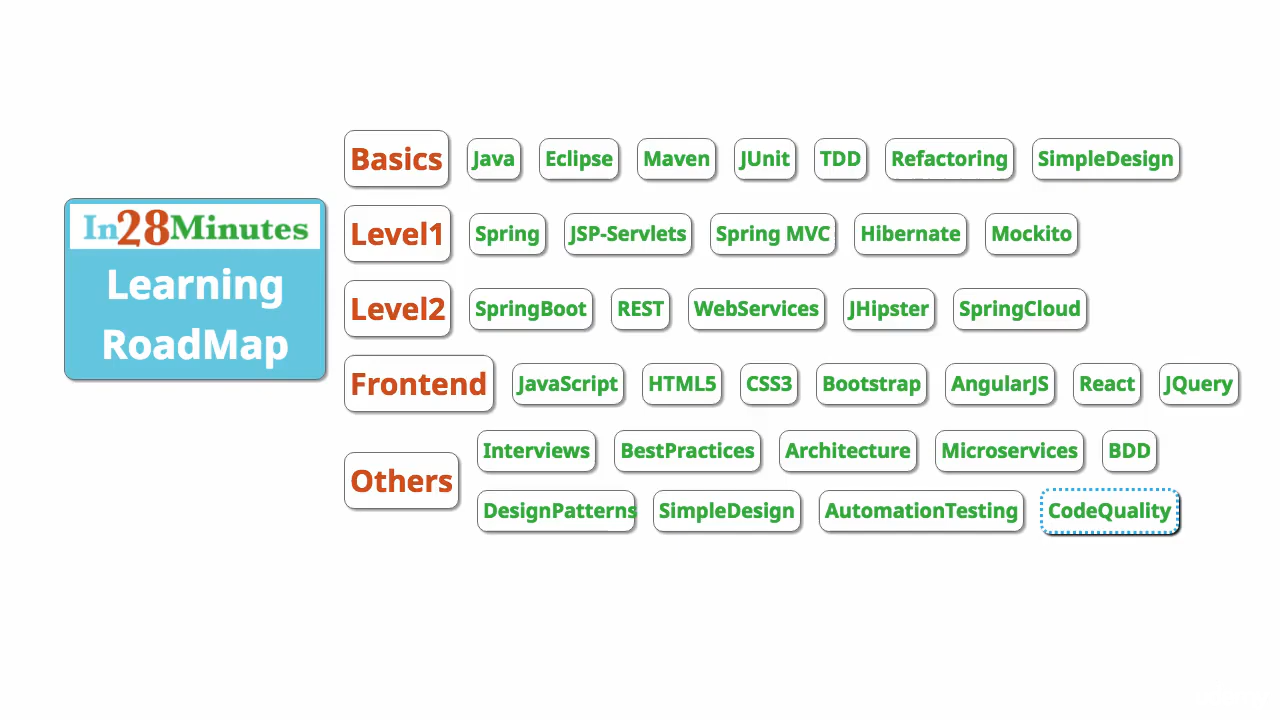 In28Minutes
Learning
RoadMap
Basics Java Eclipse Maven JUnit TDD Refactoring SimpleDesign
Level1 Spring JSP-Servlets Spring MVC Hibernate Mockito
Level2 SpringBoot REST WebServices JHipster SpringCloud
Frontend JavaScript HTML5 CSS3 Bootstrap AngularJS React JQuery
Others
Interviews BestPractices Architecture Microservices BDD
DesignPatterns SimpleDesign AutomationTesting CodeQuality